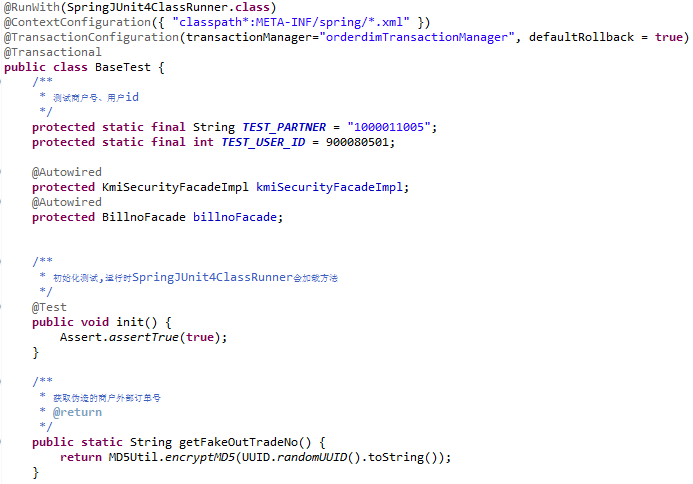 @RunWith(SpringJUnit4ClassRunner.class)
@ContextConfiguration({ "classpath*:META-INF/spring/*.xml" })
@TransactionConfiguration(transactionManager="orderdimTransactionManager", defaultRollback = true)
@Transactional
public class BaseTest {
/**
* 测试商户号、用户id
*/
protected static final String TEST_PARTNER = "1000011005";
protected static final int TEST_USER_ID = 900080501;
@Autowired
protected KmiSecurityFacadeImpl kmiSecurityFacadeImpl;
@Autowired
protected BillnoFacade billnoFacade;
/**
* 初始化测试,运行时SpringJUnit4ClassRunner会加载方法
*/
@Test
public void init() {
Assert.assertTrue(true);
}
/**
* 获取伪造的商户外部订单号
* @return
*/
public static String getFakeOutTradeNo() {
return MD5Util.encryptMD5(UUID.randomUUID().toString());
}